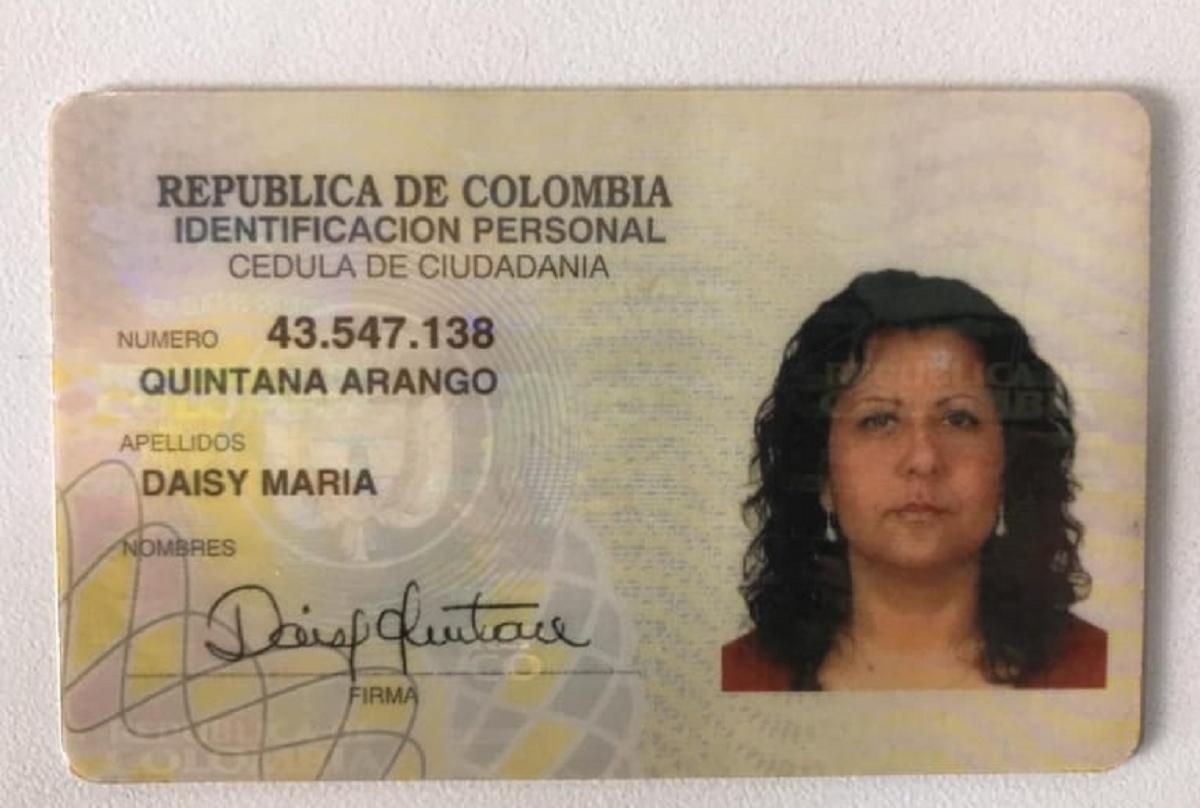 REPUBLICA DE COLOMBIA
IDENTIFICACION PERSONAL
CEDULA DE CIUDADANIA
NUMERO 43.547.138
QUINTANA ARANGO
APELLIDOS
DAISY MARIA
NOMBRES
Daisy Quintana
FIRMA